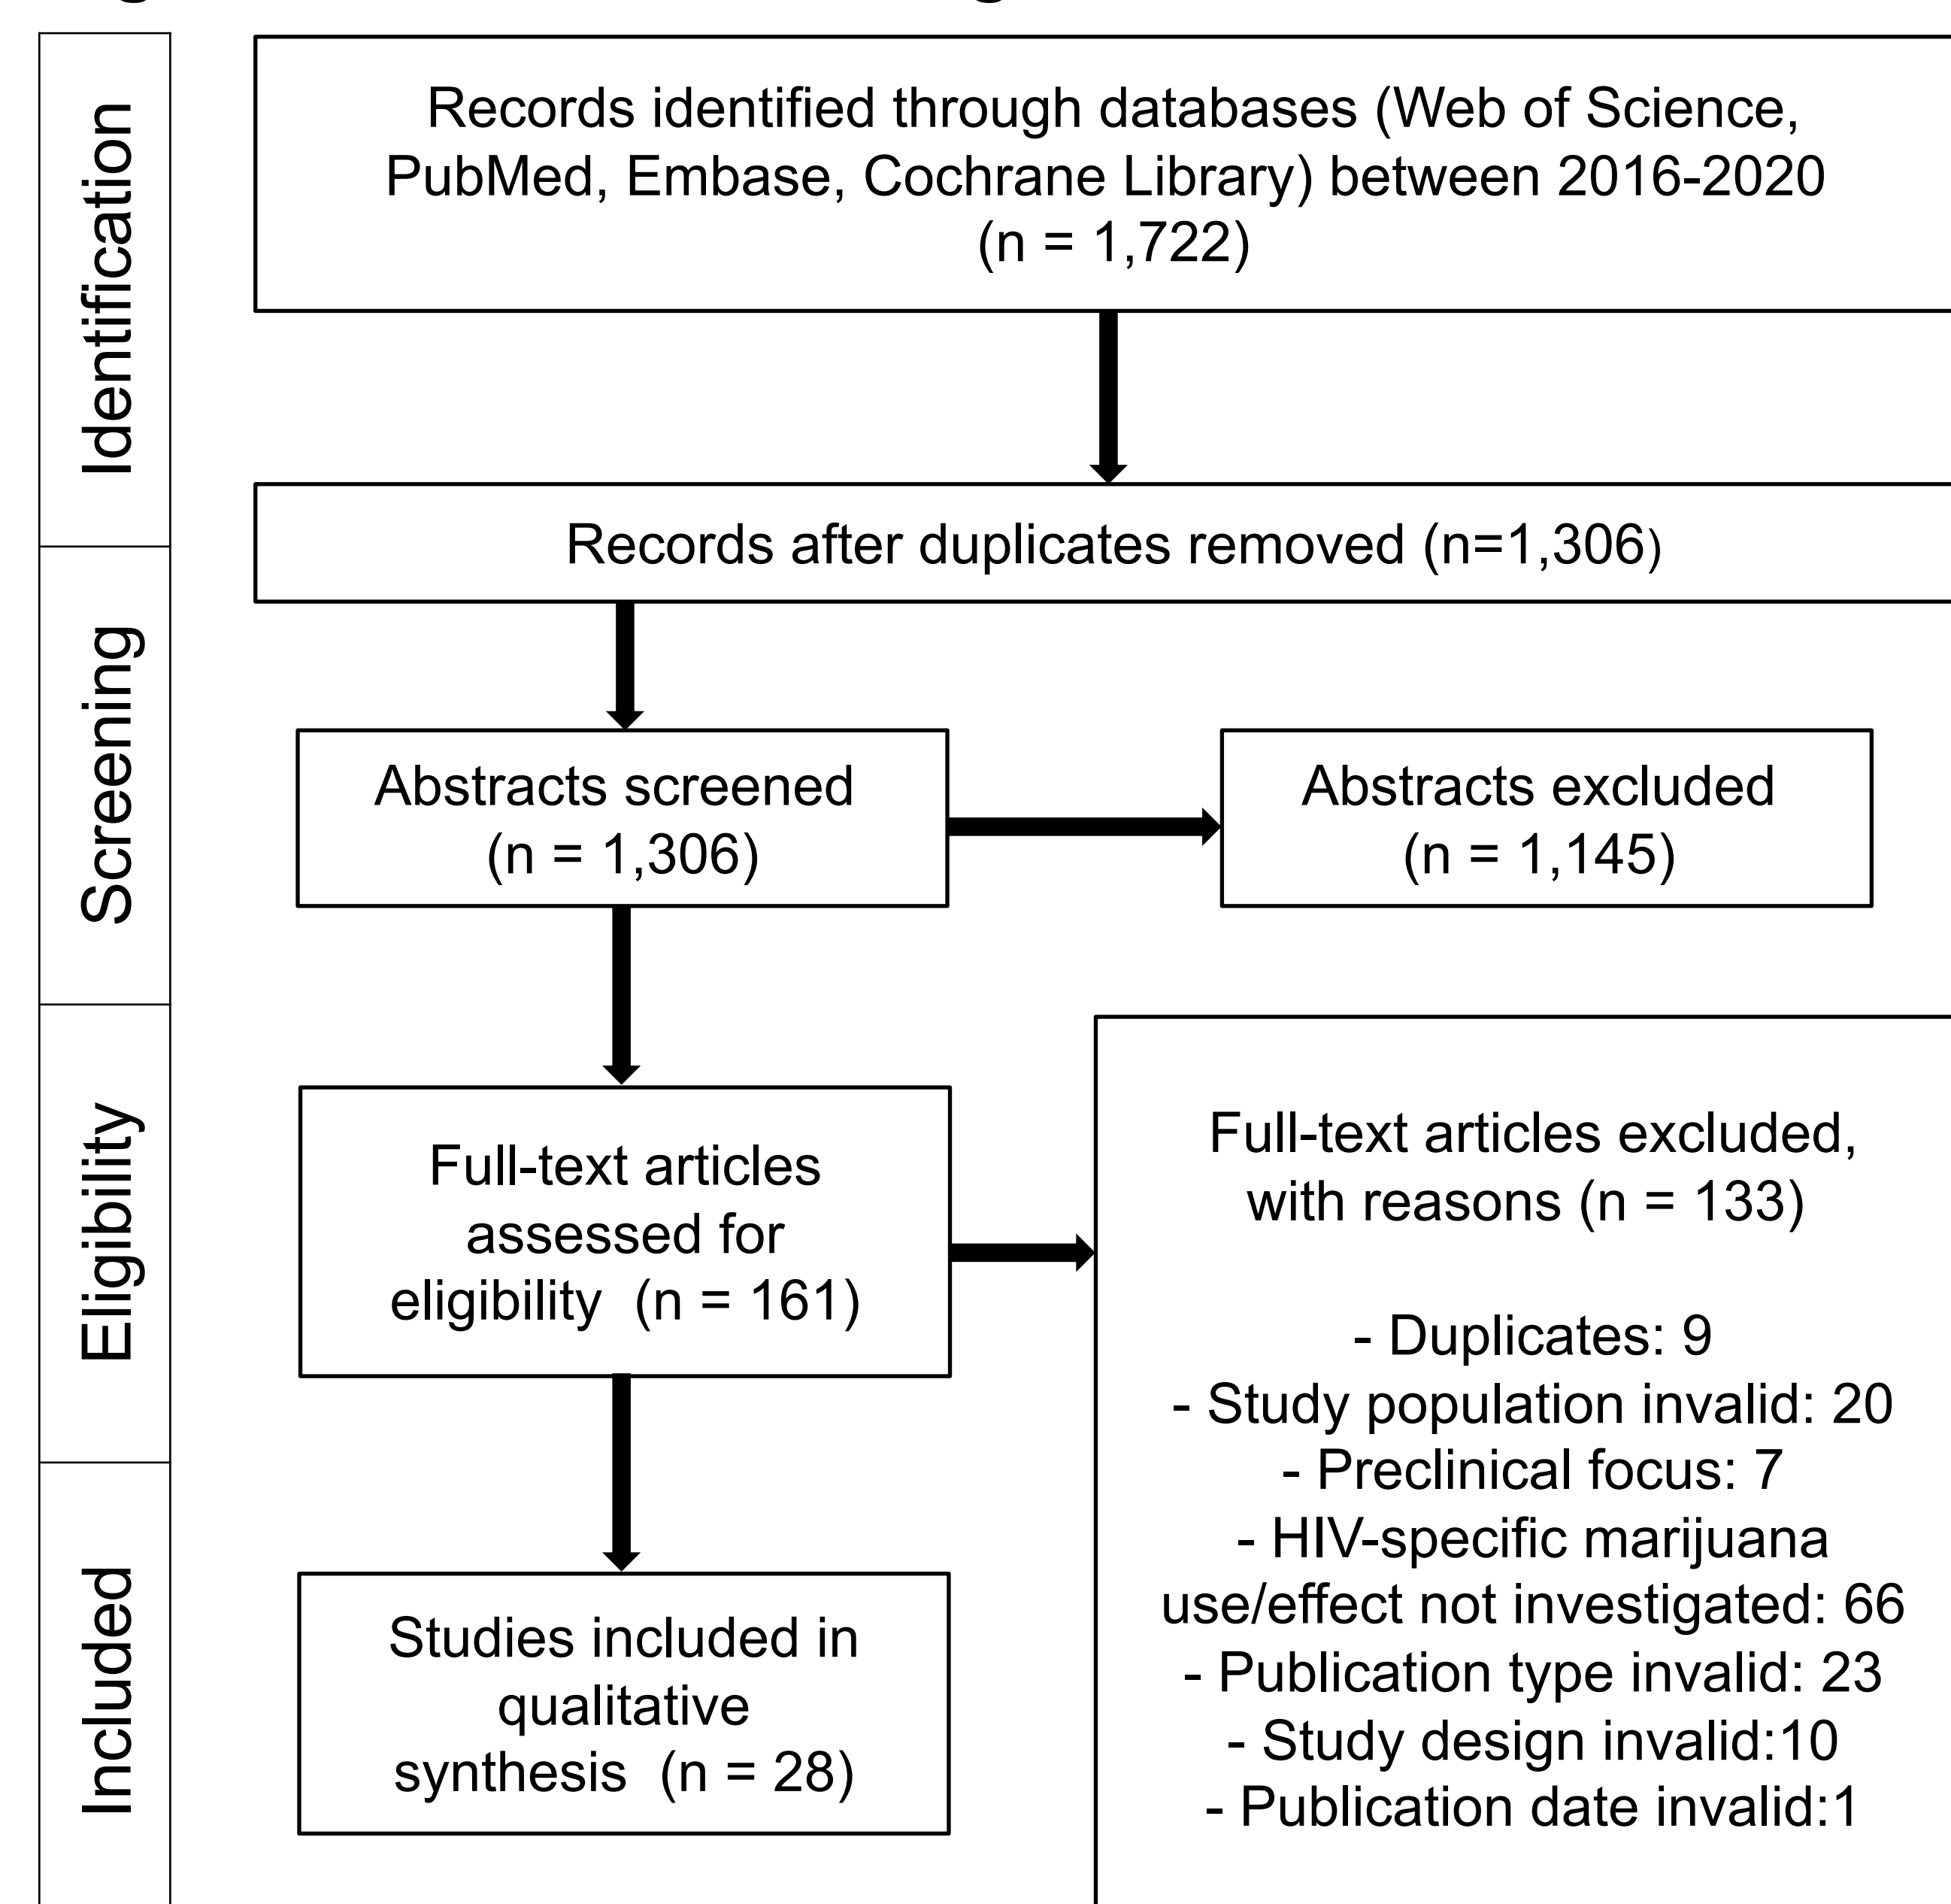 Identification
Records identified through databases (Web of Science,
PubMed, Embase, Cochrane Library) between 2016-2020
(n = 1,722)
Records after duplicates removed (n=1,306)
Screening
Abstracts screened
(n = 1,306)
Abstracts excluded
(n = 1,145)
Eligibility
Full-text articles
assessed for
eligibility (n = 161)
Full-text articles excluded,
with reasons (n = 133)
- Duplicates: 9
- Study population invalid: 20
- Preclinical focus: 7
- HIV-specific marijuana
use/effect not investigated: 66
- Publication type invalid: 23
- Study design invalid:10
- Publication date invalid:1
Included
Studies included in
qualitative
synthesis (n = 28)